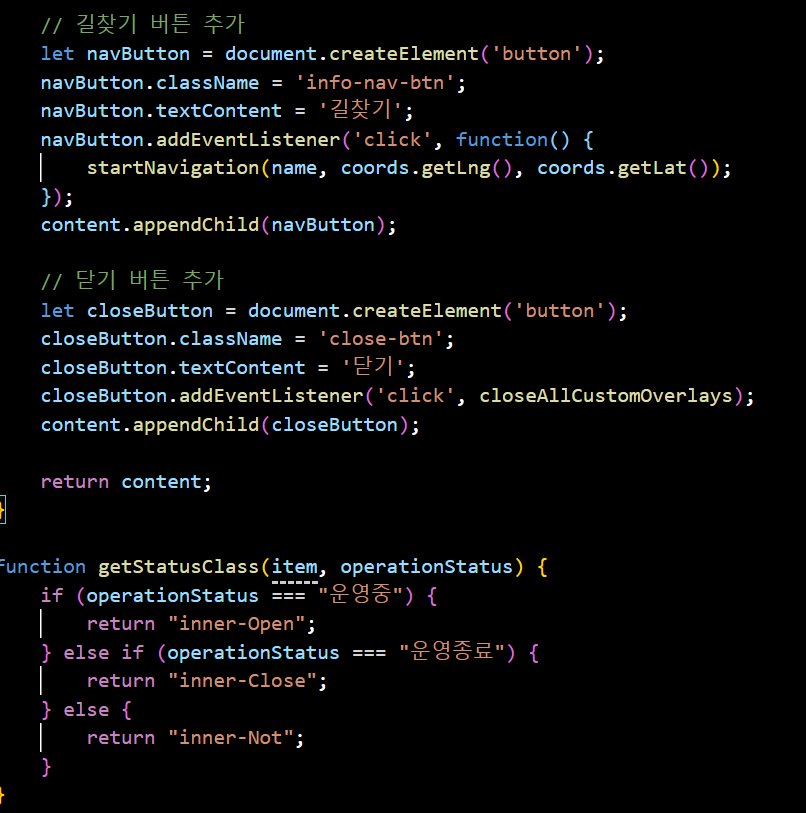 // 길찾기 버튼 추가
let navButton = document.createElement('button');
navButton.className = 'info-nav-btn';
navButton.textContent = '길찾기';
navButton.addEventListener('click', function() {
startNavigation(name, coords.getLng(), coords.getLat());
});
content.appendChild(navButton);
// 닫기 버튼 추가
let closeButton = document.createElement('button');
closeButton.className = 'close-btn';
closeButton.textContent = '닫기';
closeButton.addEventListener('click', closeAllCustomOverlays);
content.appendChild(closeButton);
return content;
}
function getStatusClass(item, operationStatus) {
if (operationStatus === "운영중") {
return "inner-Open";
} else if (operationStatus === "운영종료") {
return "inner-Close";
} else {
return "inner-Not";
}
}